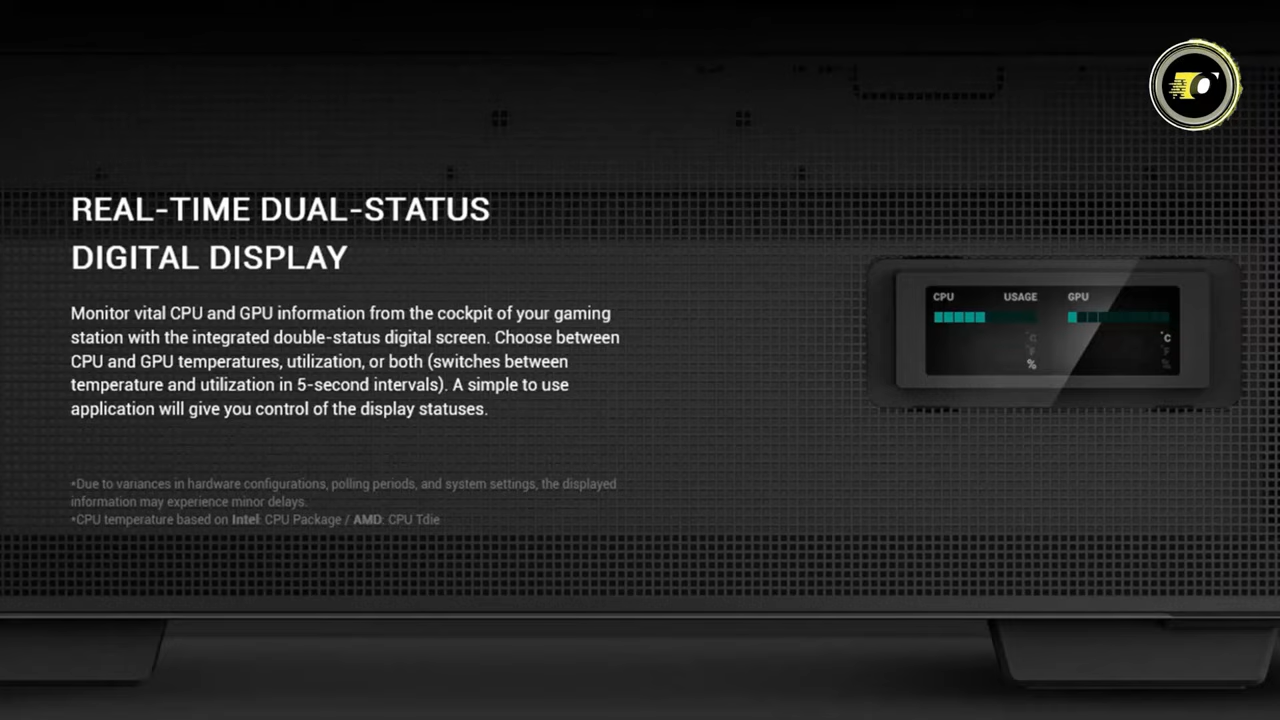 REAL-TIME DUAL-STATUS
DIGITAL DISPLAY
Monitor vital CPU and GPU information from the cockpit of your gaming
station with the integrated double-status digital screen. Choose between
CPU and GPU temperatures, utilization, or both (switches between
temperature and utilization in 5-second intervals). A simple to use
application will give you control of the display statuses.
•Due to variances in hardware configurations, polling periods, and system settings, the displayed
information may experience minor delays.
•CPU temperature based on Intel: CPU Package / AMD: CPU Tdie
CPU USAGE GPU
°C °C
°F °F
% %